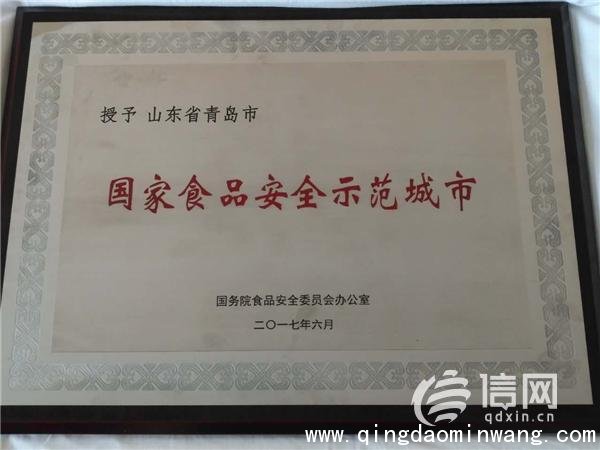 授予 山东省青岛市
国家食品安全示范城市
国务院食品安全委员会办公室
二〇一七年六月
信网
qdxin.cn
www.qingdaominwang.com